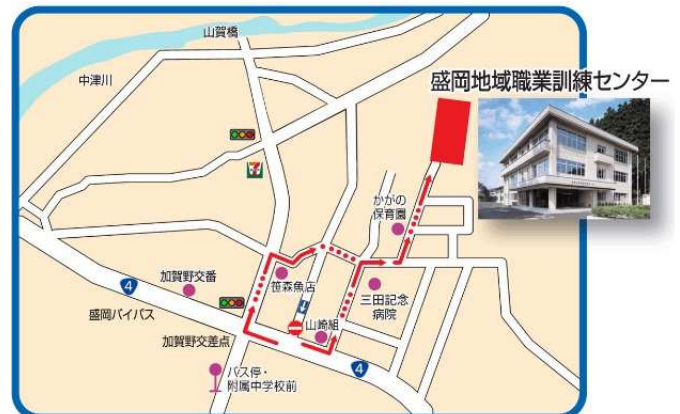 山賀橋
中津川
盛岡地域職業訓練センター
7
かがの
保育園
加賀野交番
4
笹森魚店
三田記念
病院
盛岡バイパス
山崎組
加賀野交差点
4
バス停・
附属中学校前